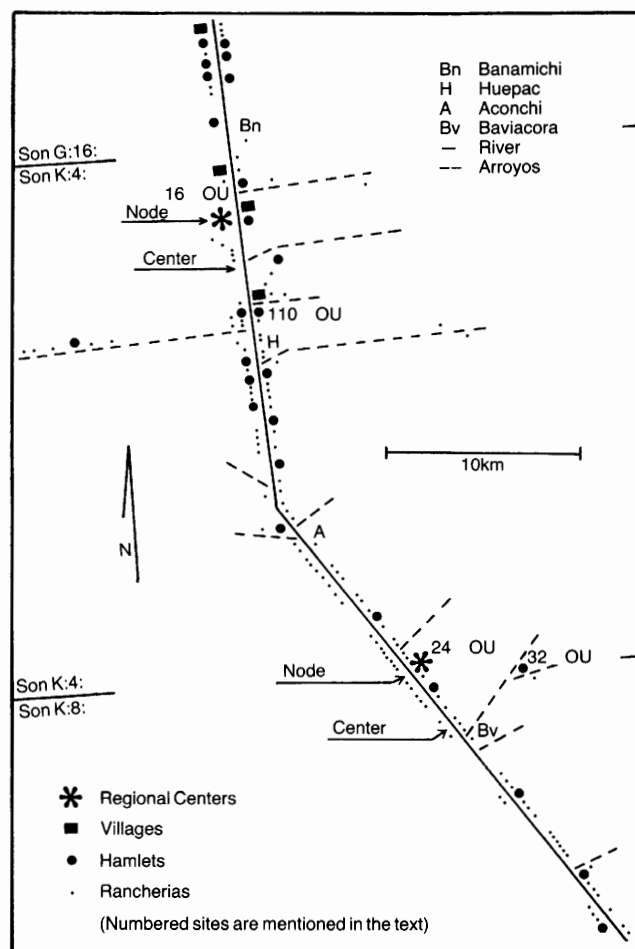 Bn Banamichi
H Huepac
A Aconchi
Bv Baviacora
— River
--- Arroyos
Bn
Son G:16:
Son K:4:
16 OU
Node
Center
110 OU
H
10km
N
A
24 OU
32 OU
Node
Son K:4:
Son K:8:
Center
Bv
Regional Centers
Villages
Hamlets
Rancherias
(Numbered sites are mentioned in the text)